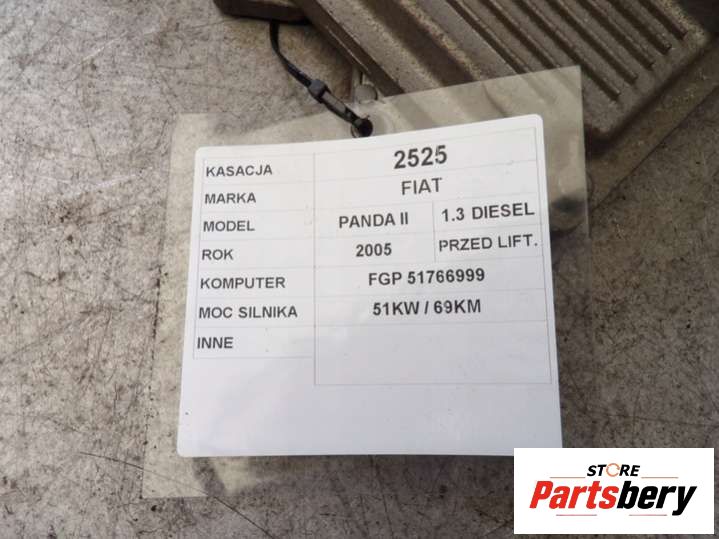 KASACJA 2525
MARKA FIAT
MODEL PANDA II 1.3 DIESEL
ROK 2005 PRZED LIFT.
KOMPUTER FGP 51766999
MOC SILNIKA 51KW / 69KM
INNE
STORE
Partsbery